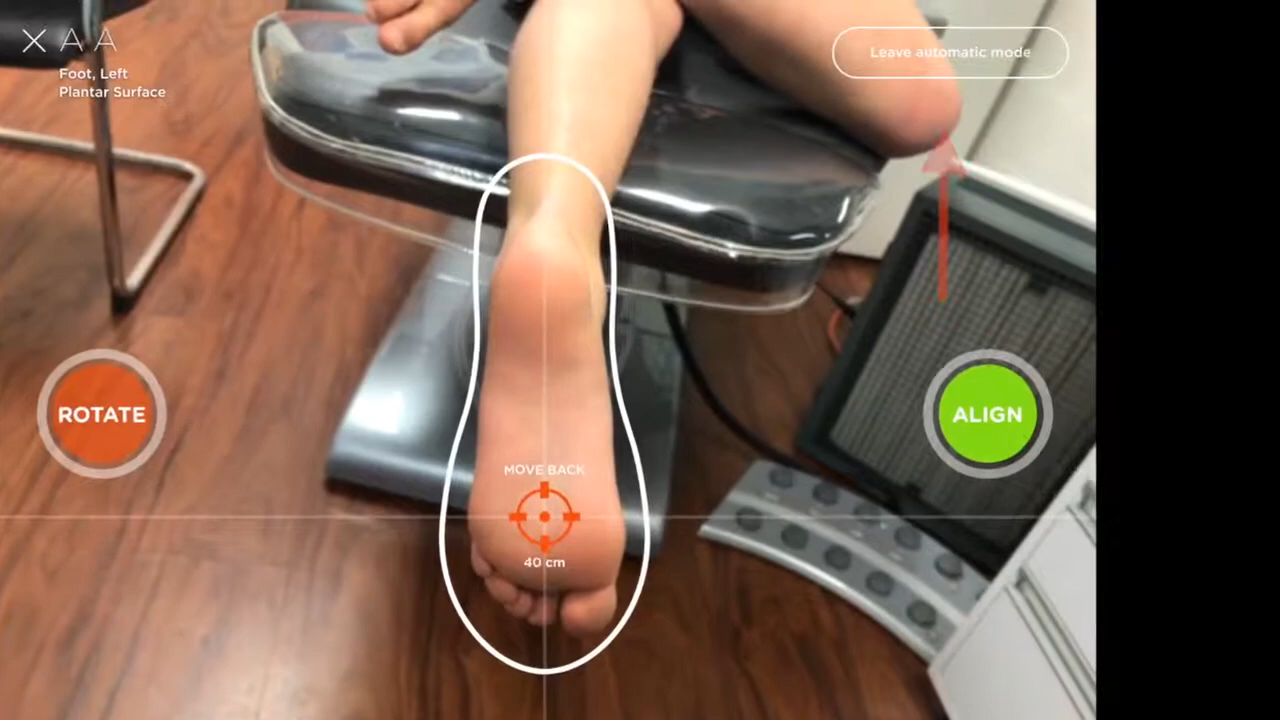 A A
Leave automatic mode
Foot, Left
Plantar Surface
ROTATE
ALIGN
MOVE BACK
40 cm